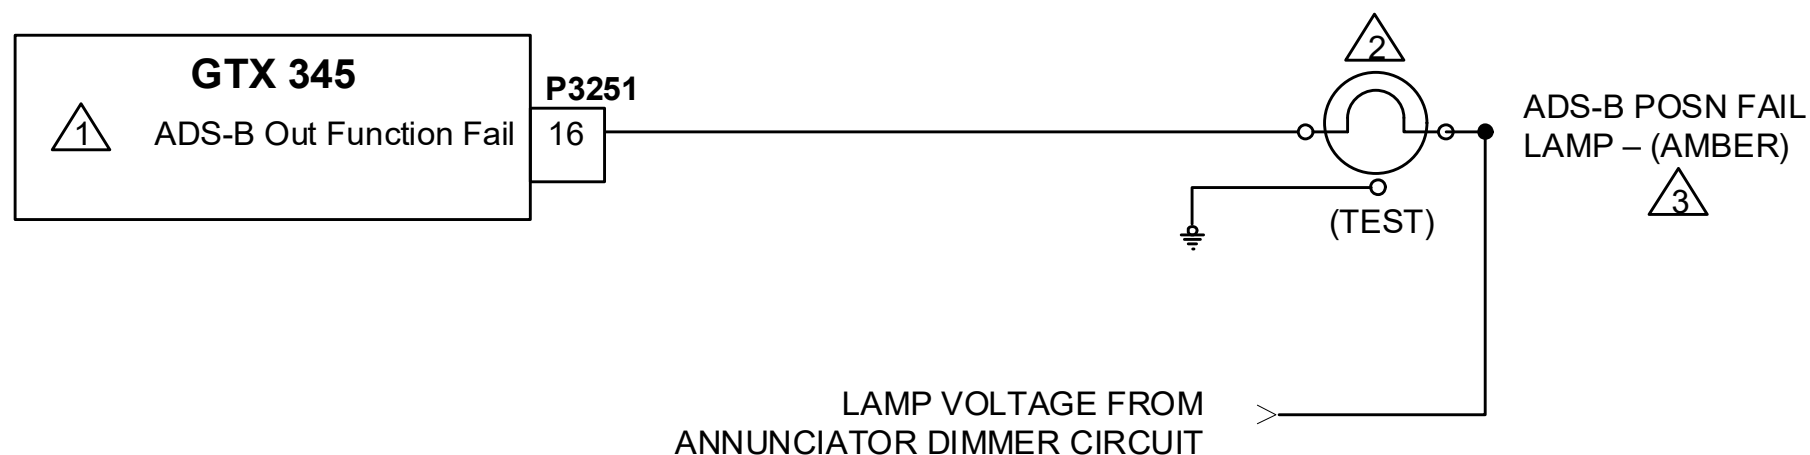 GTX 345
P3251
1
ADS-B Out Function Fail
16
2
ADS-B POSN FAIL
LAMP – (AMBER)
3
(TEST)
LAMP VOLTAGE FROM
ANNUNCIATOR DIMMER CIRCUIT